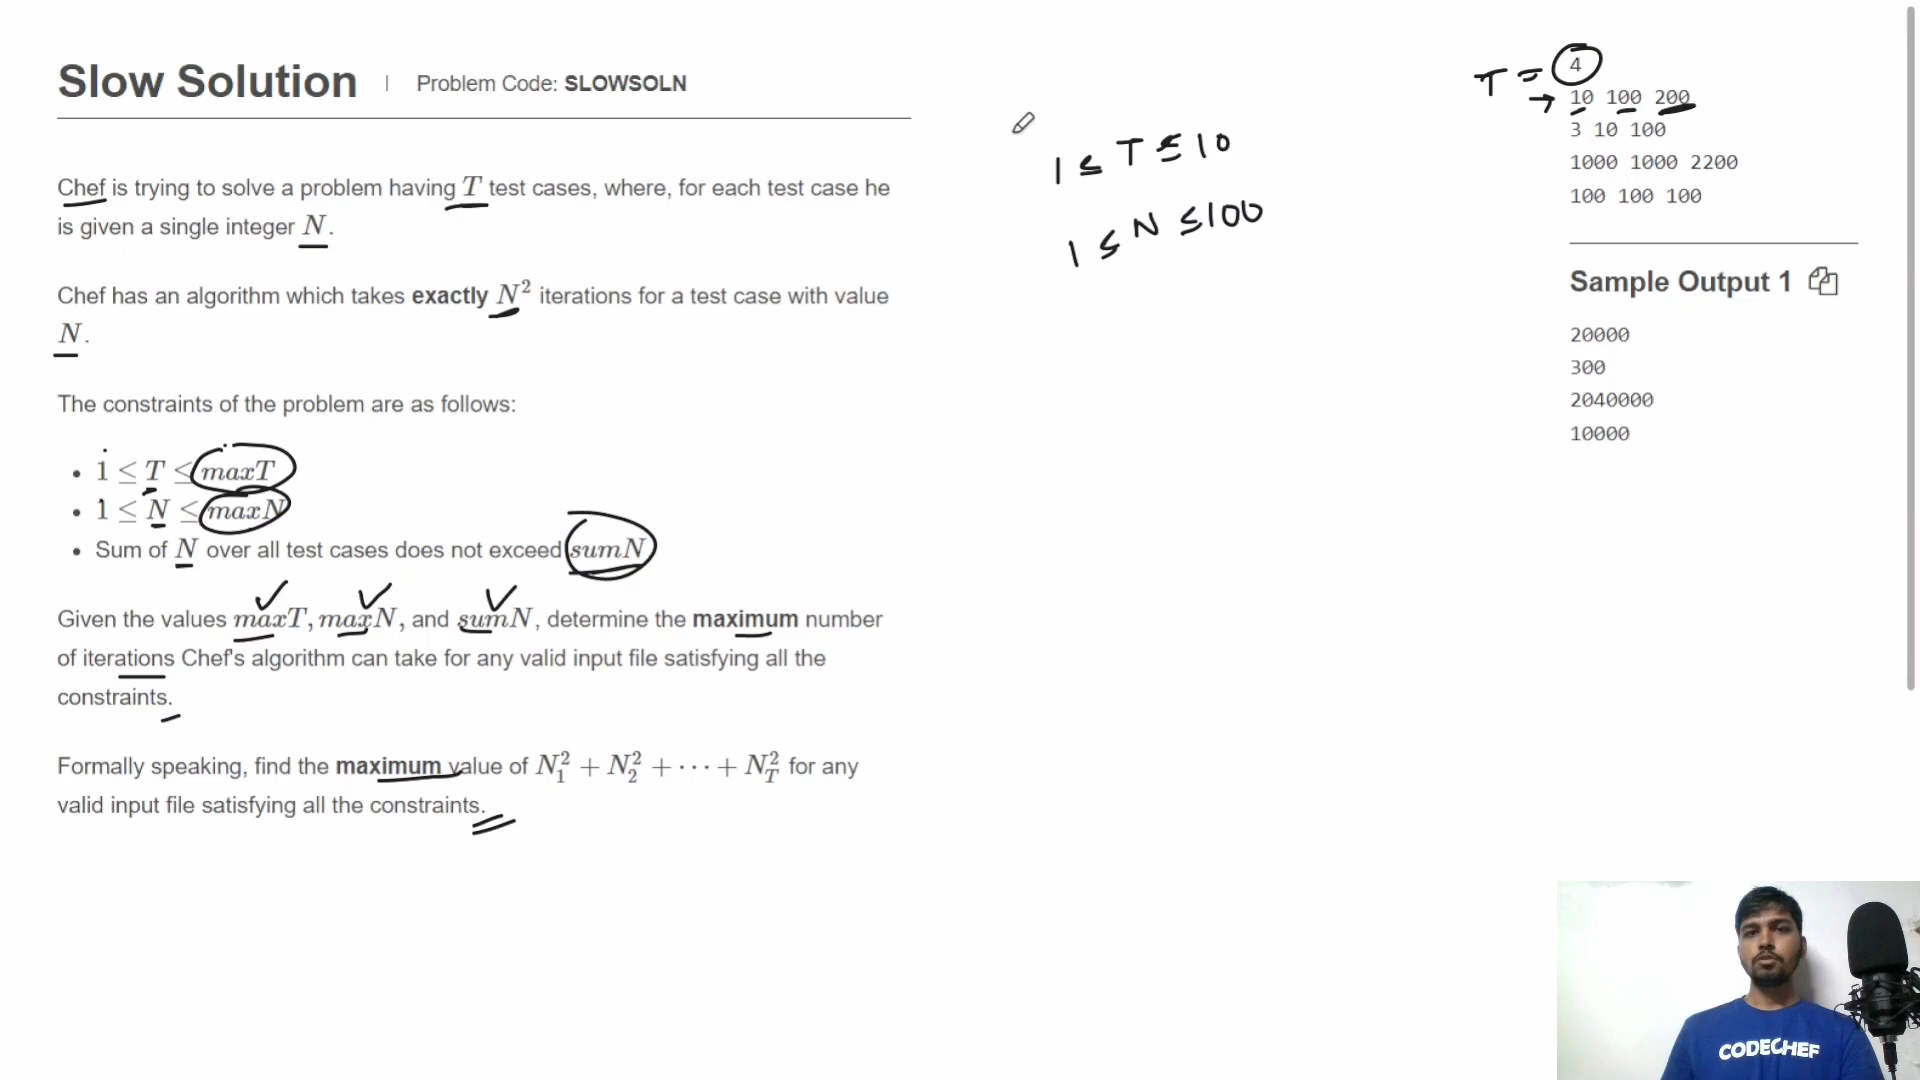 Slow Solution | Problem Code: SLOWSOLN
Chef is trying to solve a problem having T test cases, where, for each test case he
is given a single integer N.
Chef has an algorithm which takes exactly N² iterations for a test case with value
N.
The constraints of the problem are as follows:
• 1 ≤ T ≤ maxT
• 1 ≤ N ≤ maxN
• Sum of N over all test cases does not exceed sumN
Given the values maxT, maxN, and sumN, determine the maximum number
of iterations Chef's algorithm can take for any valid input file satisfying all the
constraints.
Formally speaking, find the maximum value of N₁² + N₂² + ⋯ + N_T² for any
valid input file satisfying all the constraints.
1 ≤ T ≤ 10
1 ≤ N ≤ 100
T = 4
→ 10 100 200
3 10 100
1000 1000 2200
100 100 100
Sample Output 1
20000
300
2040000
10000
CODECHEF